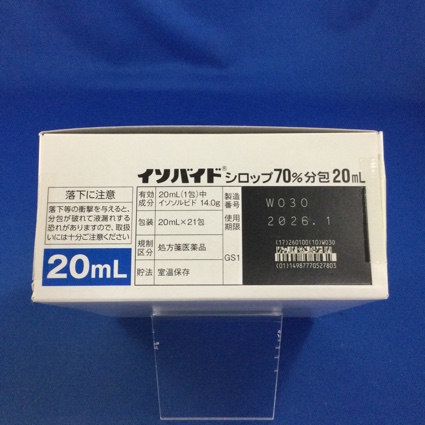 イソバイド®シロップ70%分包20mL
落下に注意
落下等の衝撃を与えると、
分包が破れて液漏れする
恐れがありますので、取扱
いには十分ご注意ください
20mL
有効
成分
20mL(1包)中
イソソルビド 14.0g
包装
20mL×21包
規制
区分
処方箋医薬品
貯法
室温保存
製造
番号
W030
使用
期限
2026.1
GS1
(17)260100(10)W030
(01)14987770527803